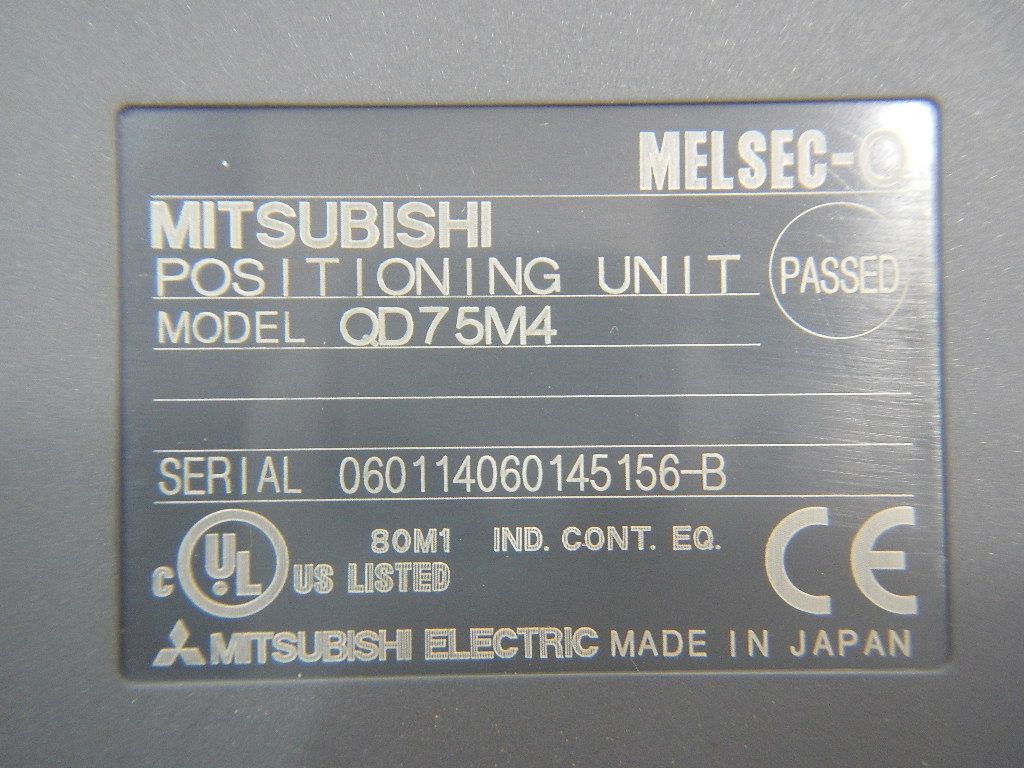 MELSEC-Q
MITSUBISHI
POSITIONING UNIT
PASSED
MODEL QD75M4
SERIAL 060114060145156-B
80M1 IND. CONT. EQ.
C UL US LISTED
CE
MITSUBISHI ELECTRIC MADE IN JAPAN